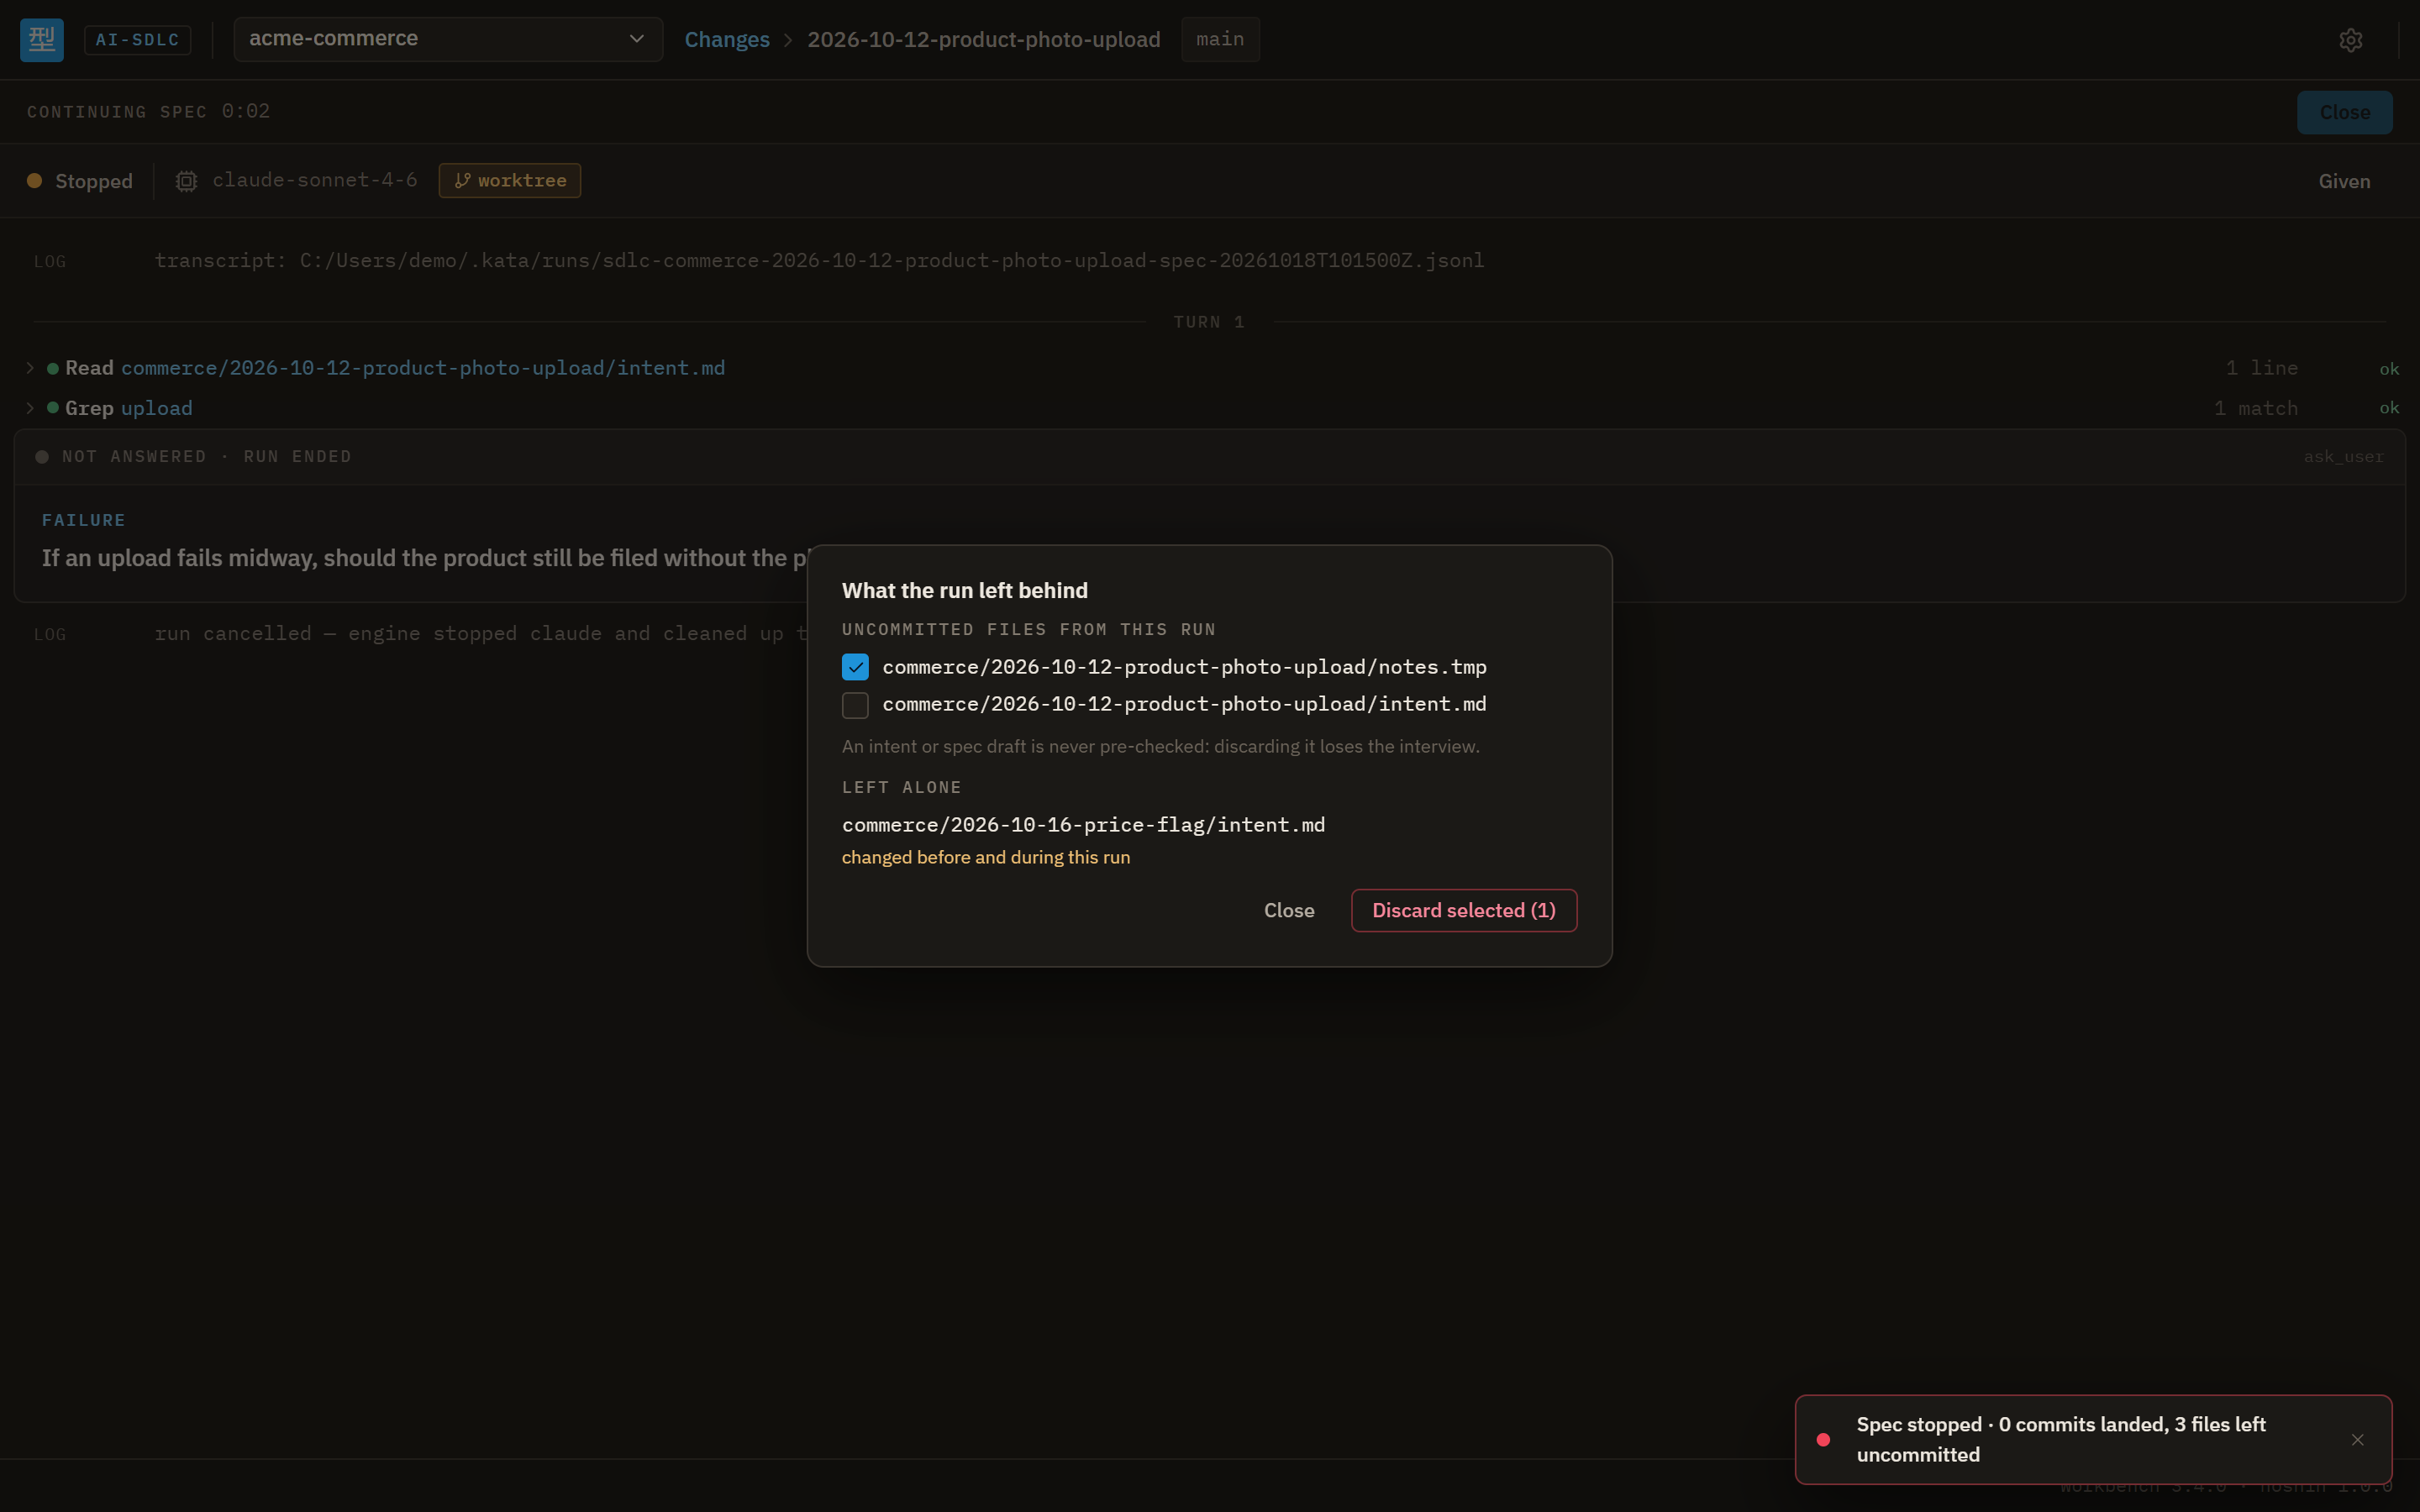 型 AI-SDLC acme-commerce Changes > 2026-10-12-product-photo-upload main
CONTINUING SPEC 0:02 Close
Stopped claude-sonnet-4-6 worktree Given
LOG transcript: C:/Users/demo/.kata/runs/sdlc-commerce-2026-10-12-product-photo-upload-spec-20261018T101500Z.jsonl
TURN 1
Read commerce/2026-10-12-product-photo-upload/intent.md 1 line ok
Grep upload 1 match ok
NOT ANSWERED · RUN ENDED ask_user
FAILURE
If an upload fails midway, should the product still be filed without the
LOG run cancelled — engine stopped claude and cleaned up
What the run left behind
UNCOMMITTED FILES FROM THIS RUN
commerce/2026-10-12-product-photo-upload/notes.tmp
commerce/2026-10-12-product-photo-upload/intent.md
An intent or spec draft is never pre-checked: discarding it loses the interview.
LEFT ALONE
commerce/2026-10-16-price-flag/intent.md
changed before and during this run
Close Discard selected (1)
Spec stopped · 0 commits landed, 3 files left
uncommitted